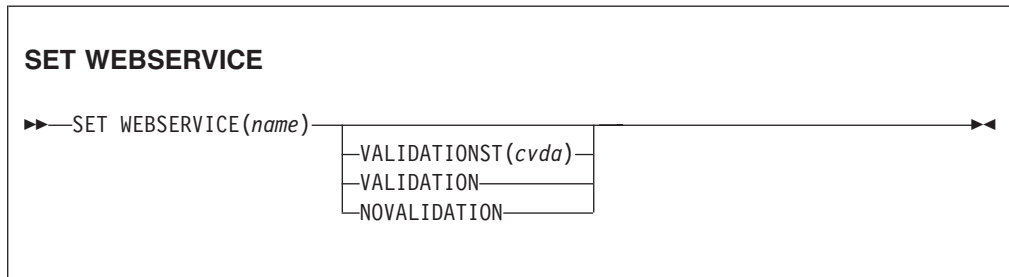 SET WEBSERVICE
SET WEBSERVICE(name)
VALIDATIONST(cvda)
VALIDATION
NOVALIDATION